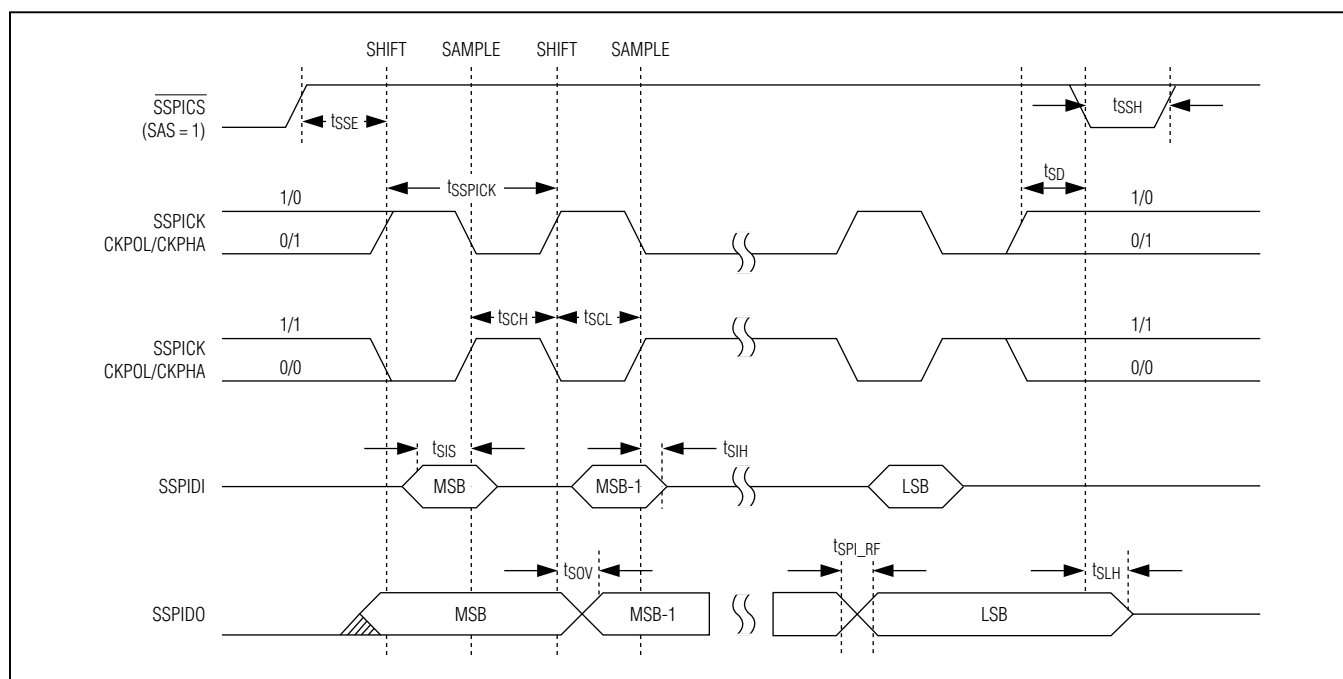 SHIFT SAMPLE SHIFT SAMPLE
SSPICS
(SAS = 1)
tSSE
tSSH
tSD
tSSPICK
SSPICK
CKPOL/CKPHA
1/0
0/1
1/0
0/1
tSCH
tSCL
SSPICK
CKPOL/CKPHA
1/1
0/0
1/1
0/0
tSIS
tSIH
SSPIDI
MSB
MSB-1
LSB
tSOV
tSPI_RF
tSLH
SSPIDO
MSB
MSB-1
LSB